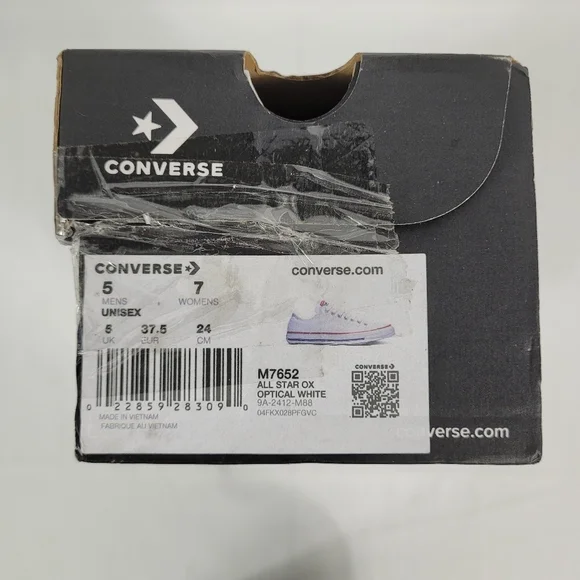 CONVERSE
CONVERSE
converse.com
5 7
MENS WOMENS
UNISEX
5 37.5 24
UK EUR CM
M7652
ALL STAR OX
OPTICAL WHITE
9A-2412-M88
04FKX028PFGVC
CONVERSE
0 22859 28309 0
MADE IN VIETNAM
FABRIQUE AU VIETNAM
verse.com